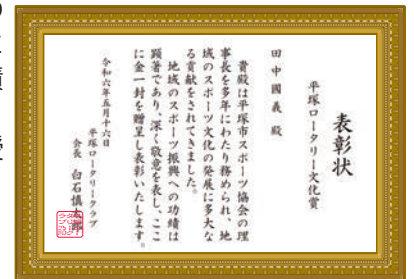 表彰状
平塚ロータリー文化賞
田中國義 殿
貴殿は平塚市スポーツ協会の理
事長を多年にわたり務められ、地
域のスポーツ文化の発展に多大な
る貢献をされてきました。
地域のスポーツ振興への功績は
顕著であり、深く敬意を表し、ここ
に金一封を贈呈し表彰いたします。
令和六年五月十六日
平塚ロータリークラブ
会長 白石慎太郎